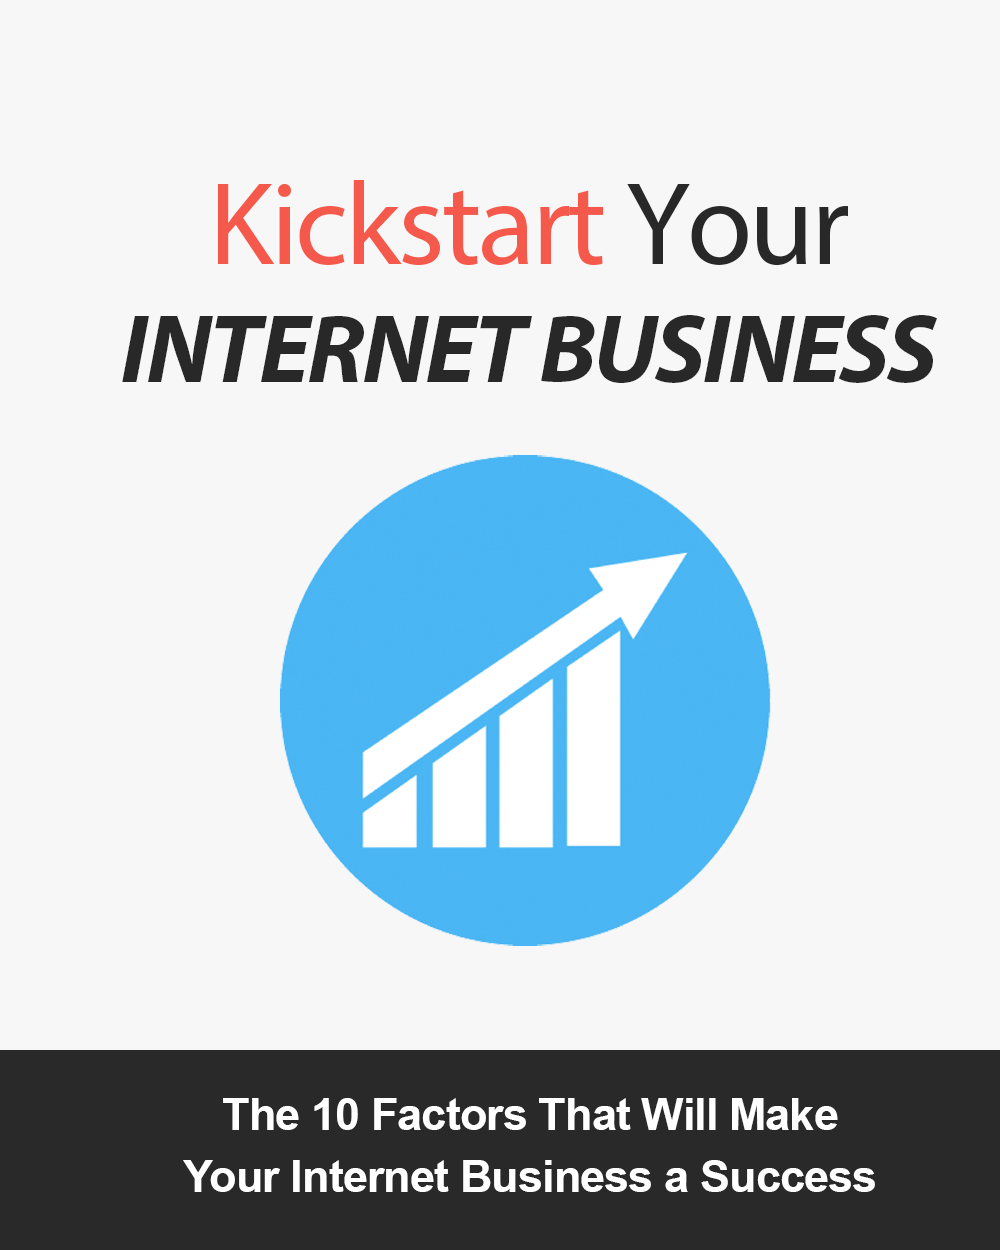 Kickstart Your
INTERNET BUSINESS
The 10 Factors That Will Make
Your Internet Business a Success